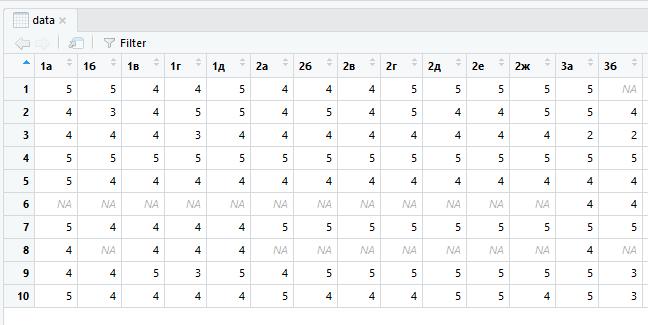 data
Filter
1а 1б 1в 1г 1д 2а 2б 2в 2г 2д 2е 2ж 3а 3б
1 5 5 4 4 5 4 4 4 5 5 5 5 5 NA
2 4 3 4 5 5 4 5 4 5 4 4 5 5 4
3 4 4 4 3 4 4 4 4 4 4 4 4 2 2
4 5 5 5 5 5 5 5 5 5 5 5 5 5 5
5 5 4 4 4 4 4 4 4 4 4 4 4 4 4
6 NA NA NA NA NA NA NA NA NA NA NA NA 4 4
7 5 4 4 4 4 5 5 5 5 5 5 5 5 5
8 4 NA 4 4 4 NA NA NA NA NA NA NA 4 NA
9 4 4 5 3 5 4 5 5 5 5 5 5 5 3
10 5 4 4 4 4 5 4 4 4 5 5 4 5 3